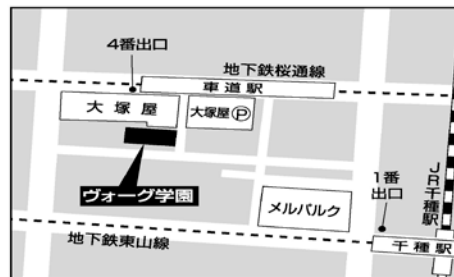 4番出口
地下鉄桜通線
車道駅
大塚屋
大塚屋Ⓟ
ヴォーグ学園
1番
出口
JR千種駅
メルパルク
地下鉄東山線
千種駅